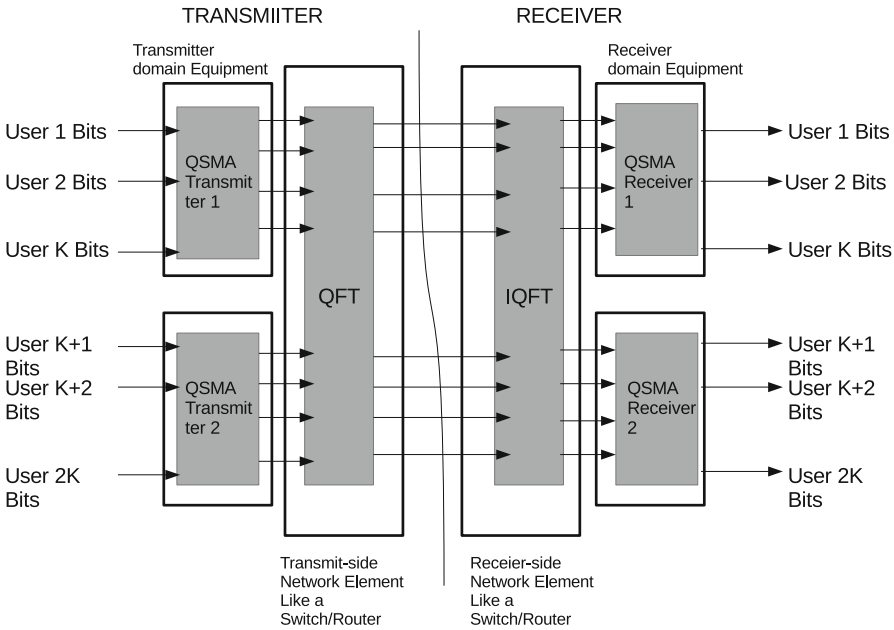 TRANSMIITER
RECEIVER
Transmitter
domain Equipment
Receiver
domain Equipment
User 1 Bits
User 2 Bits
User K Bits
QSMA
Transmit
ter 1
QFT
IQFT
QSMA
Receiver
1
User 1 Bits
User 2 Bits
User K Bits
User K+1
Bits
User K+2
Bits
User 2K
Bits
QSMA
Transmit
ter 2
QSMA
Receiver
2
User K+1
Bits
User K+2
Bits
User 2K
Bits
Transmit-side
Network Element
Like a
Switch/Router
Receier-side
Network Element
Like a
Switch/Router